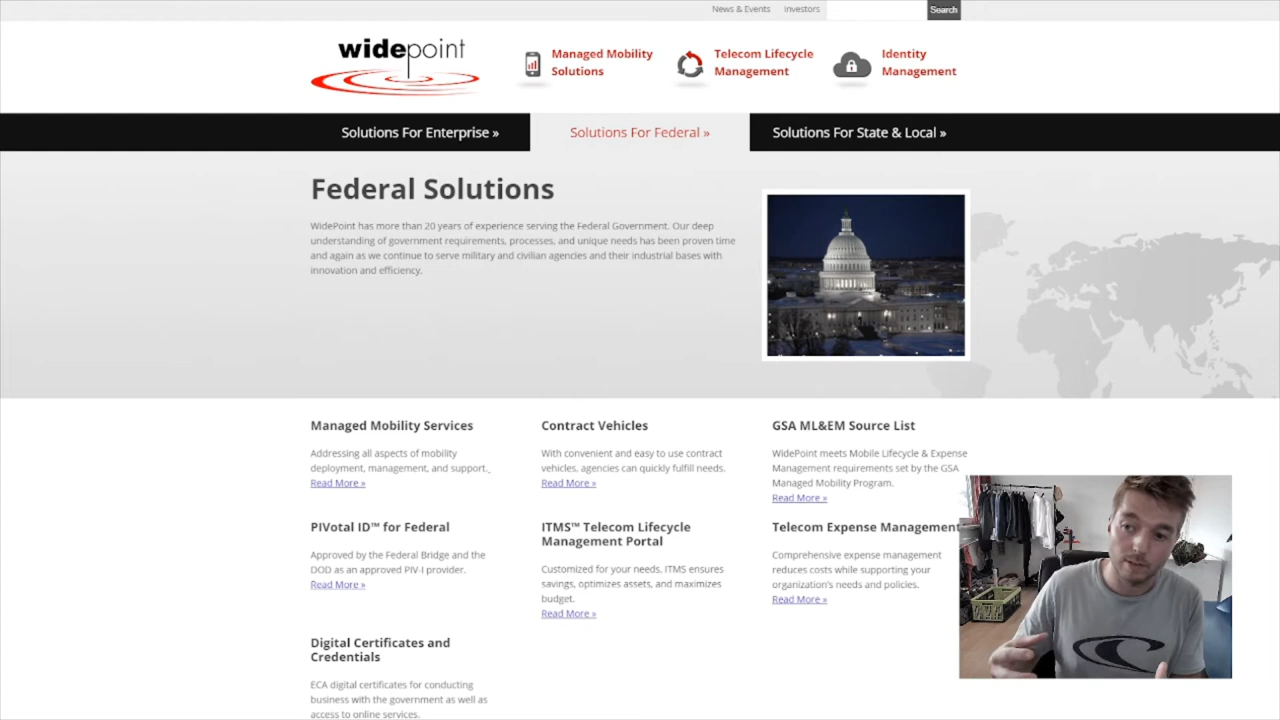 News & Events
Investors
Search
widepoint
Managed Mobility
Solutions
Telecom Lifecycle
Management
Identity
Management
Solutions For Enterprise »
Solutions For Federal »
Solutions For State & Local »
Federal Solutions
WidePoint has more than 20 years of experience serving the Federal Government. Our deep
understanding of government requirements, processes, and unique needs has been proven time
and again as we continue to serve military and civilian agencies and their industrial bases with
innovation and efficiency.
Managed Mobility Services
Addressing all aspects of mobility
deployment, management, and support.
Read More »
Contract Vehicles
With convenient and easy to use contract
vehicles, agencies can quickly fulfill needs.
Read More »
GSA ML&EM Source List
WidePoint meets Mobile Lifecycle & Expense
Management requirements set by the GSA
Managed Mobility Program.
Read More »
PIVotal ID™ for Federal
Approved by the Federal Bridge and the
DOD as an approved PIV-I provider.
Read More »
ITMS™ Telecom Lifecycle
Management Portal
Customized for your needs. ITMS ensures
savings, optimizes assets, and maximizes
budget.
Read More »
Telecom Expense Management
Comprehensive expense management
reduces costs while supporting your
organization's needs and policies.
Read More »
Digital Certificates and
Credentials
ECA digital certificates for conducting
business with the government as well as
access to online services.